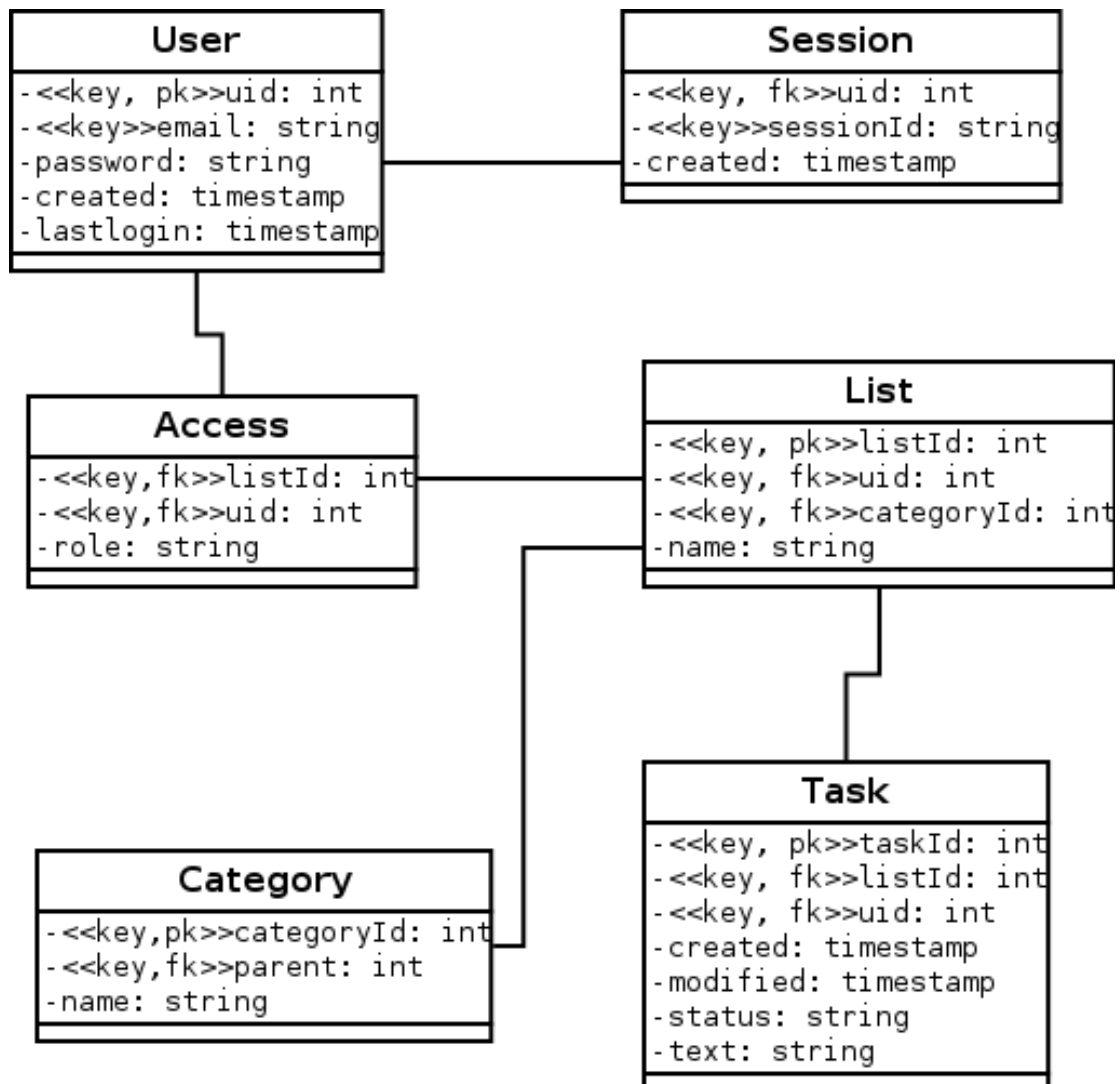 User
-<<key, pk>>uid: int
-<<key>>email: string
-password: string
-created: timestamp
-lastlogin: timestamp
Session
-<<key, fk>>uid: int
-<<key>>sessionId: string
-created: timestamp
Access
-<<key,fk>>listId: int
-<<key,fk>>uid: int
-role: string
List
-<<key, pk>>listId: int
-<<key, fk>>uid: int
-<<key, fk>>categoryId: int
-name: string
Category
-<<key,pk>>categoryId: int
-<<key,fk>>parent: int
-name: string
Task
-<<key, pk>>taskId: int
-<<key, fk>>listId: int
-<<key, fk>>uid: int
-created: timestamp
-modified: timestamp
-status: string
-text: string